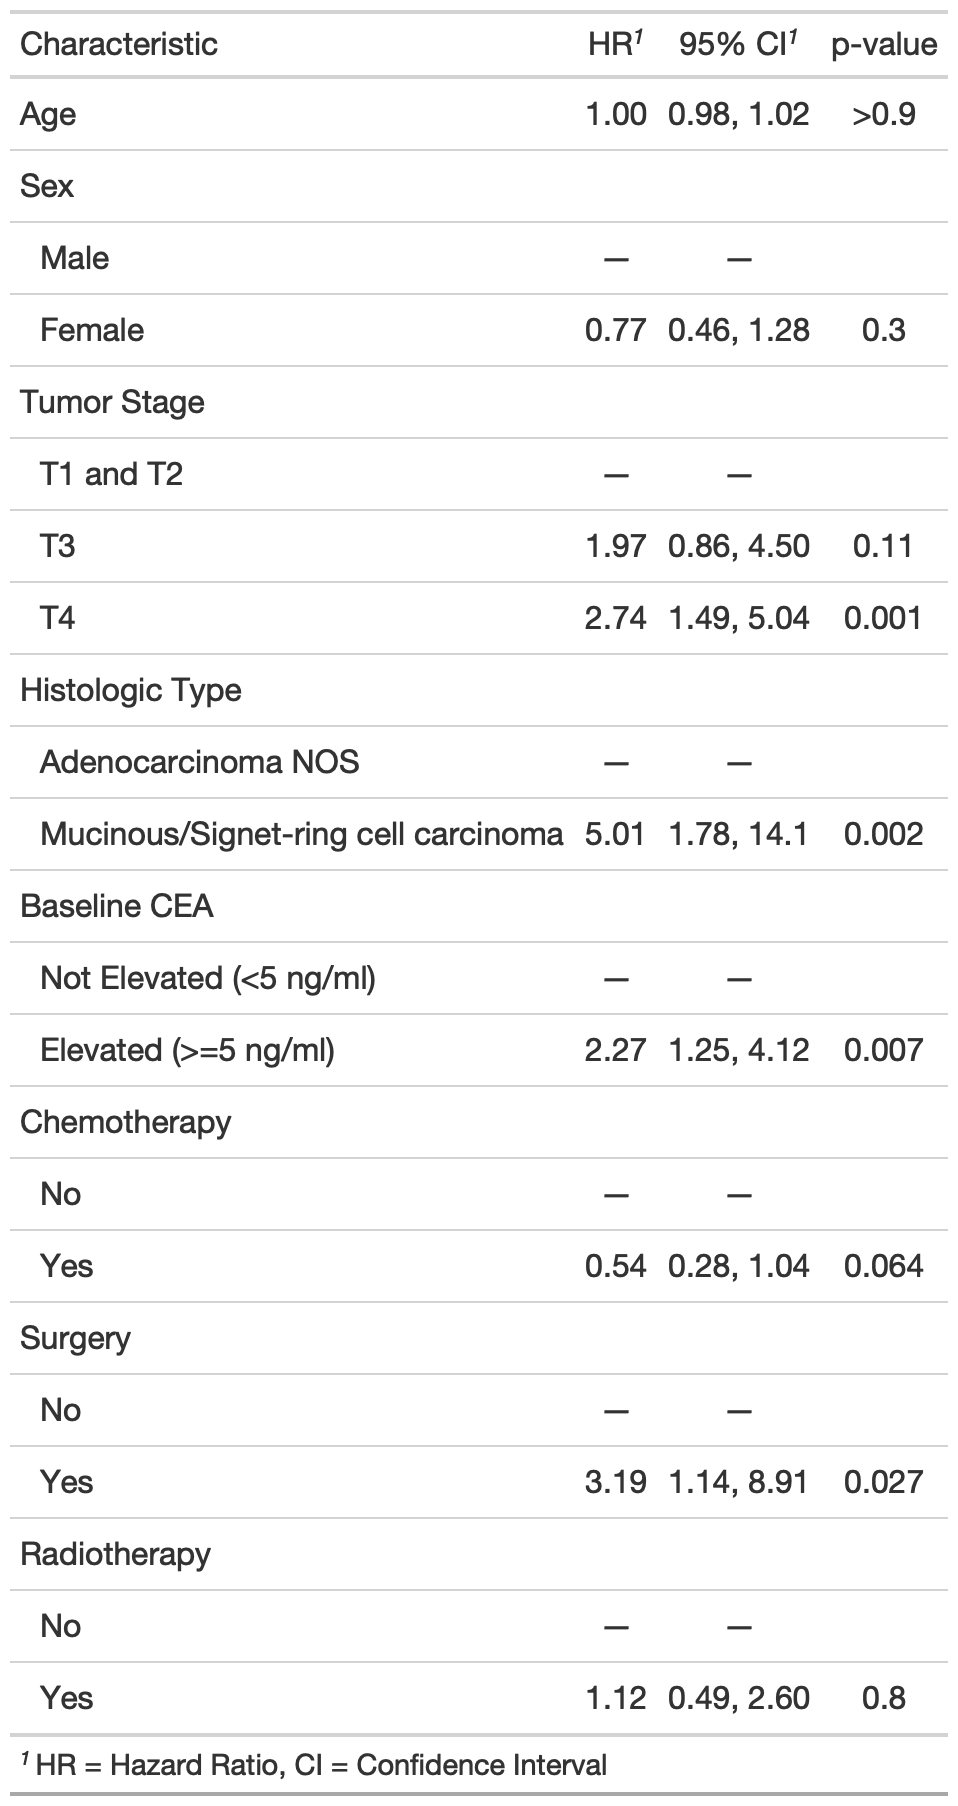 Characteristic HR1 95% CI1 p-value
Age 1.00 0.98, 1.02 >0.9
Sex
Male — —
Female 0.77 0.46, 1.28 0.3
Tumor Stage
T1 and T2 — —
T3 1.97 0.86, 4.50 0.11
T4 2.74 1.49, 5.04 0.001
Histologic Type
Adenocarcinoma NOS — —
Mucinous/Signet-ring cell carcinoma 5.01 1.78, 14.1 0.002
Baseline CEA
Not Elevated (<5 ng/ml) — —
Elevated (>=5 ng/ml) 2.27 1.25, 4.12 0.007
Chemotherapy
No — —
Yes 0.54 0.28, 1.04 0.064
Surgery
No — —
Yes 3.19 1.14, 8.91 0.027
Radiotherapy
No — —
Yes 1.12 0.49, 2.60 0.8
1 HR = Hazard Ratio, CI = Confidence Interval